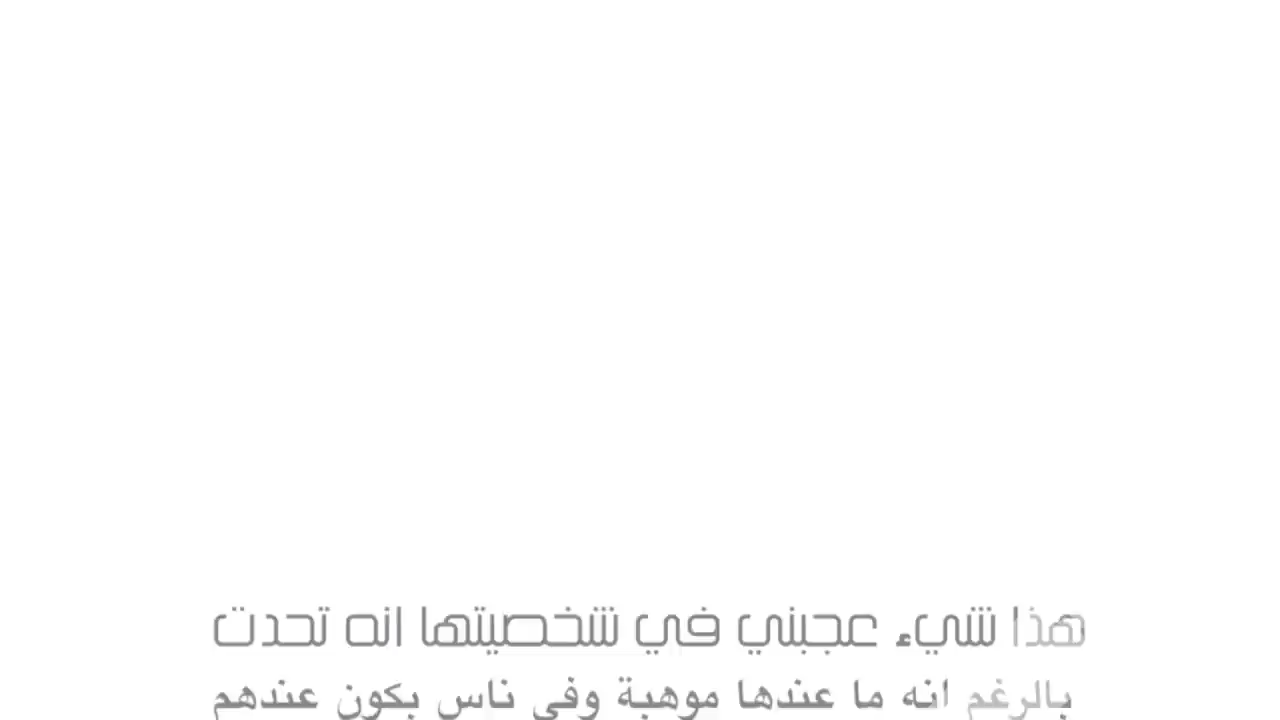 هذا شيء عجبني في شخصيتها انه تحدت
بالرغم انه ما عندها موهبة وفي ناس بكون عندهم